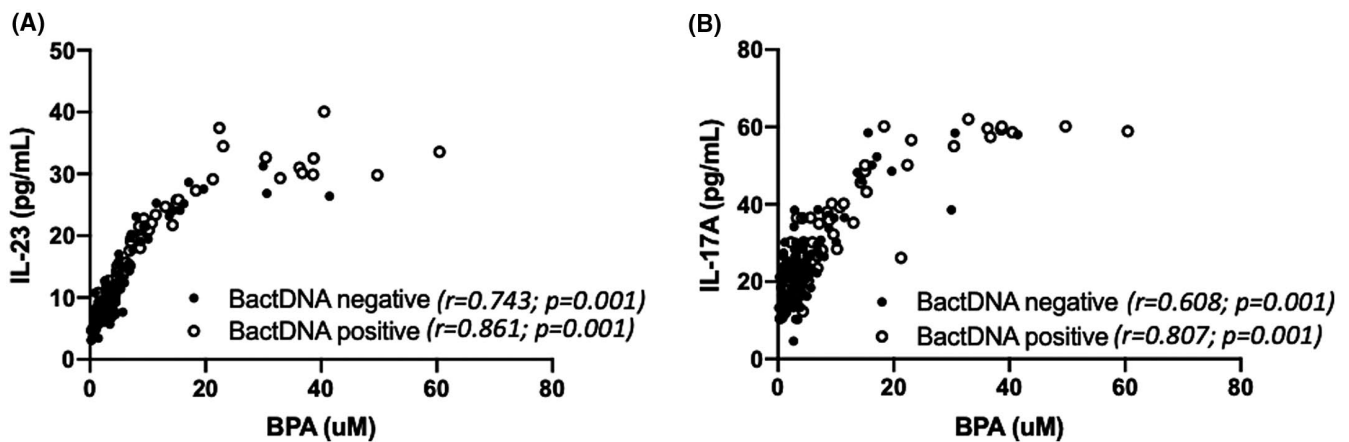 (A)
50
40
30
20
10
0
IL-23 (pg/mL)
BactDNA negative (r=0.743; p=0.001)
BactDNA positive (r=0.861; p=0.001)
0 20 40 60 80
BPA (uM)
(B)
80
60
40
20
0
IL-17A (pg/mL)
BactDNA negative (r=0.608; p=0.001)
BactDNA positive (r=0.807; p=0.001)
0 20 40 60 80
BPA (uM)